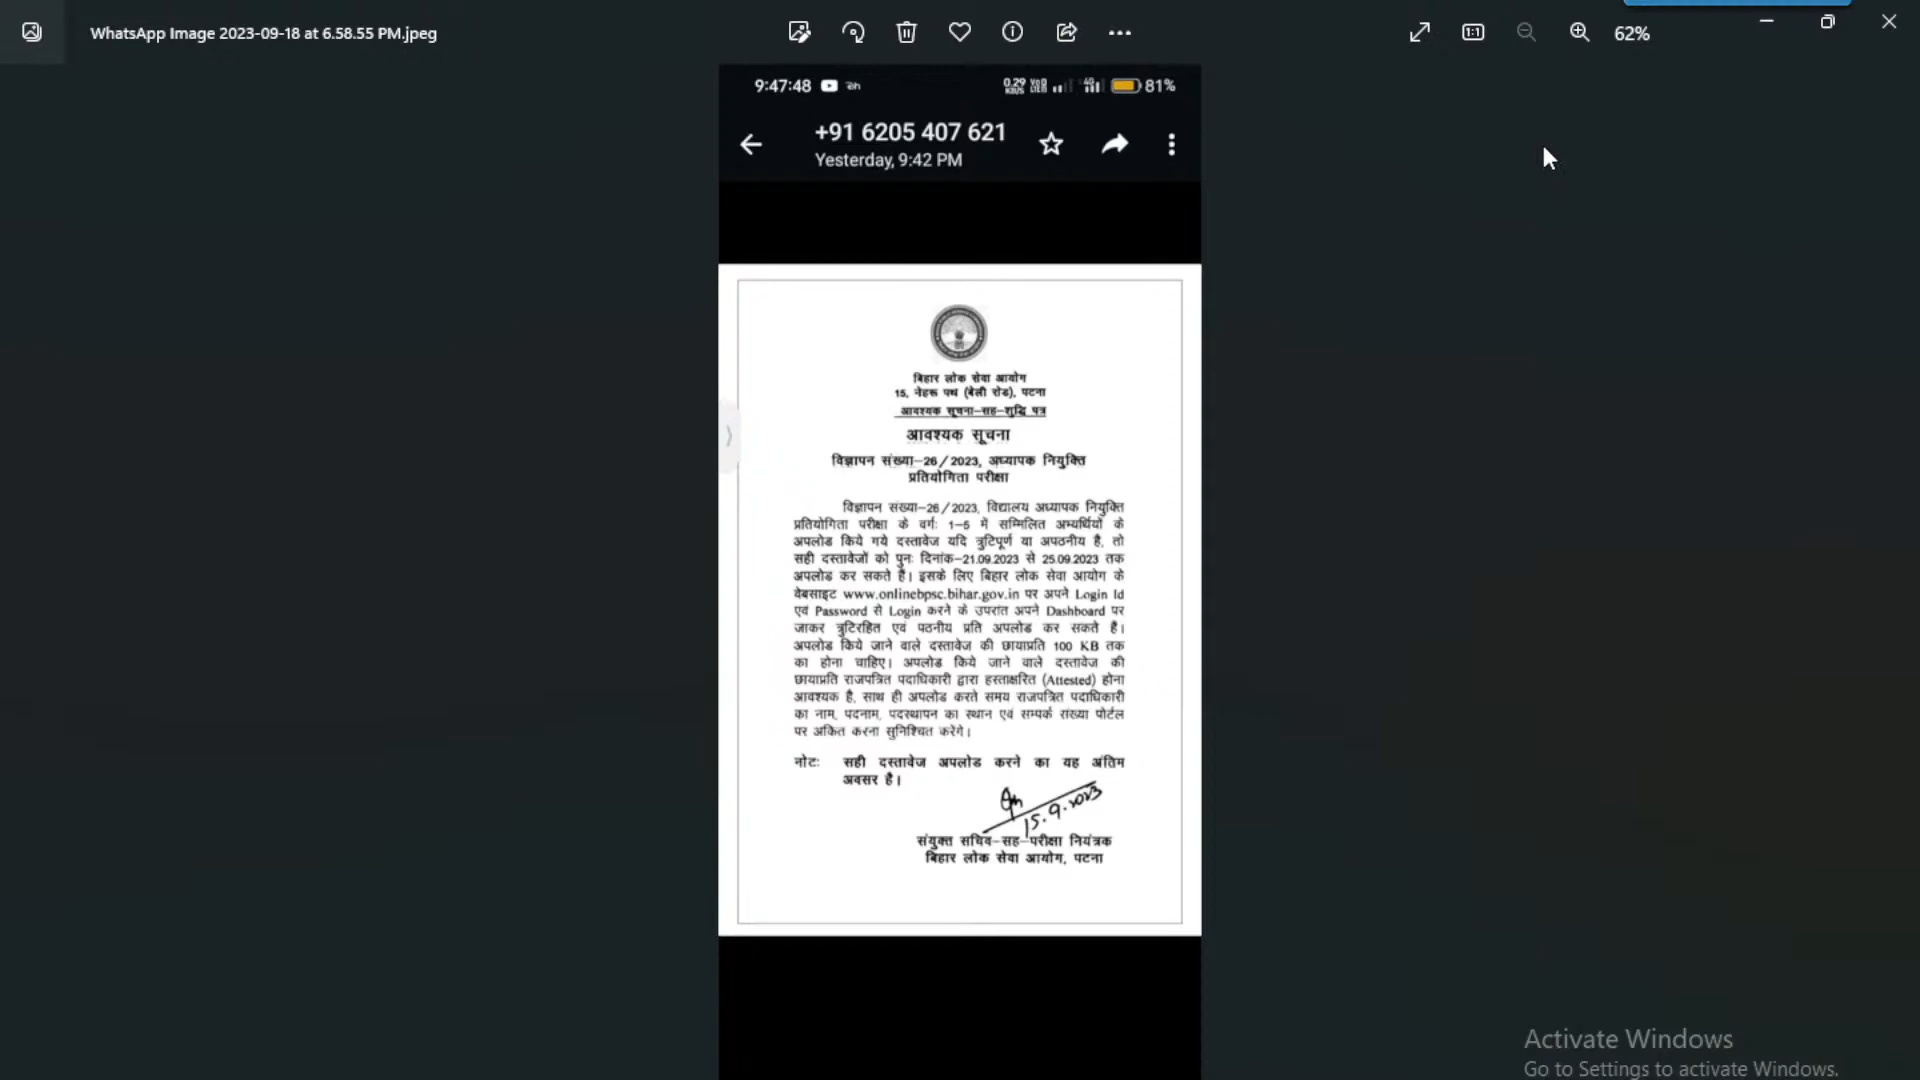 WhatsApp Image 2023-09-18 at 6.58.55 PM.jpeg
62%
9:47:48
0.29 KB/S
4G
81%
+91 6205 407 621
Yesterday, 9:42 PM
बिहार लोक सेवा आयोग
15, नेहरू पथ (बेली रोड), पटना
आवश्यक सूचना-सह-शुद्धि पत्र
आवश्यक सूचना
विज्ञापन संख्या-26/2023, अध्यापक नियुक्ति
प्रतियोगिता परीक्षा
विज्ञापन संख्या-26/2023, विद्यालय अध्यापक नियुक्ति
प्रतियोगिता परीक्षा के वर्गः 1-5 में सम्मिलित अभ्यर्थियों के
अपलोड किये गये दस्तावेज यदि त्रुटिपूर्ण या अपठनीय है, तो
सही दस्तावेजों को पुनः दिनांक-21.09.2023 से 25.09.2023 तक
अपलोड कर सकते हैं। इसके लिए बिहार लोक सेवा आयोग के
वेबसाइट www.onlinebpsc.bihar.gov.in पर अपने Login Id
एवं Password से Login करने के उपरांत अपने Dashboard पर
जाकर त्रुटिरहित एवं पठनीय प्रति अपलोड कर सकते हैं।
अपलोड किये जाने वाले दस्तावेज की छायाप्रति 100 KB तक
का होना चाहिए। अपलोड किये जाने वाले दस्तावेज की
छायाप्रति राजपत्रित पदाधिकारी द्वारा हस्ताक्षरित (Attested) होना
आवश्यक है, साथ ही अपलोड करते समय राजपत्रित पदाधिकारी
का नाम, पदनाम, पदस्थापन का स्थान एवं सम्पर्क संख्या पोर्टल
पर अंकित करना सुनिश्चित करेंगे।
नोटः सही दस्तावेज अपलोड करने का यह अंतिम
अवसर है।
15.9.2023
संयुक्त सचिव-सह-परीक्षा नियंत्रक
बिहार लोक सेवा आयोग, पटना
Activate Windows
Go to Settings to activate Windows.